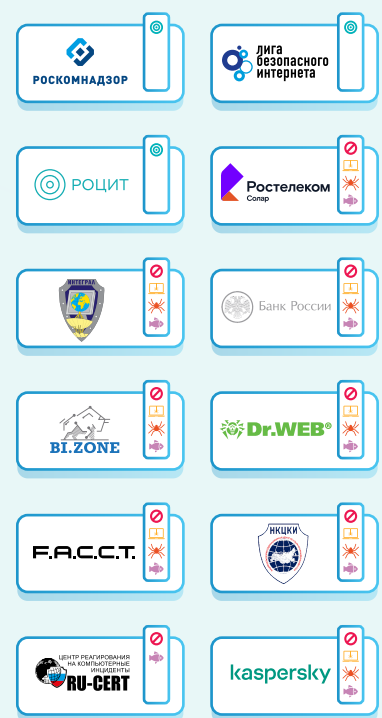 РОСКОМНАДЗОР
лига
безопасного
интернета
РОЦИТ
Ростелеком
Солар
ИНТЕГРАЛ
Банк России
BI.ZONE
Dr.WEB®
F.A.C.C.T.
НКЦКИ
ЦЕНТР РЕАГИРОВАНИЯ
НА КОМПЬЮТЕРНЫЕ
ИНЦИДЕНТЫ
RU-CERT
kaspersky